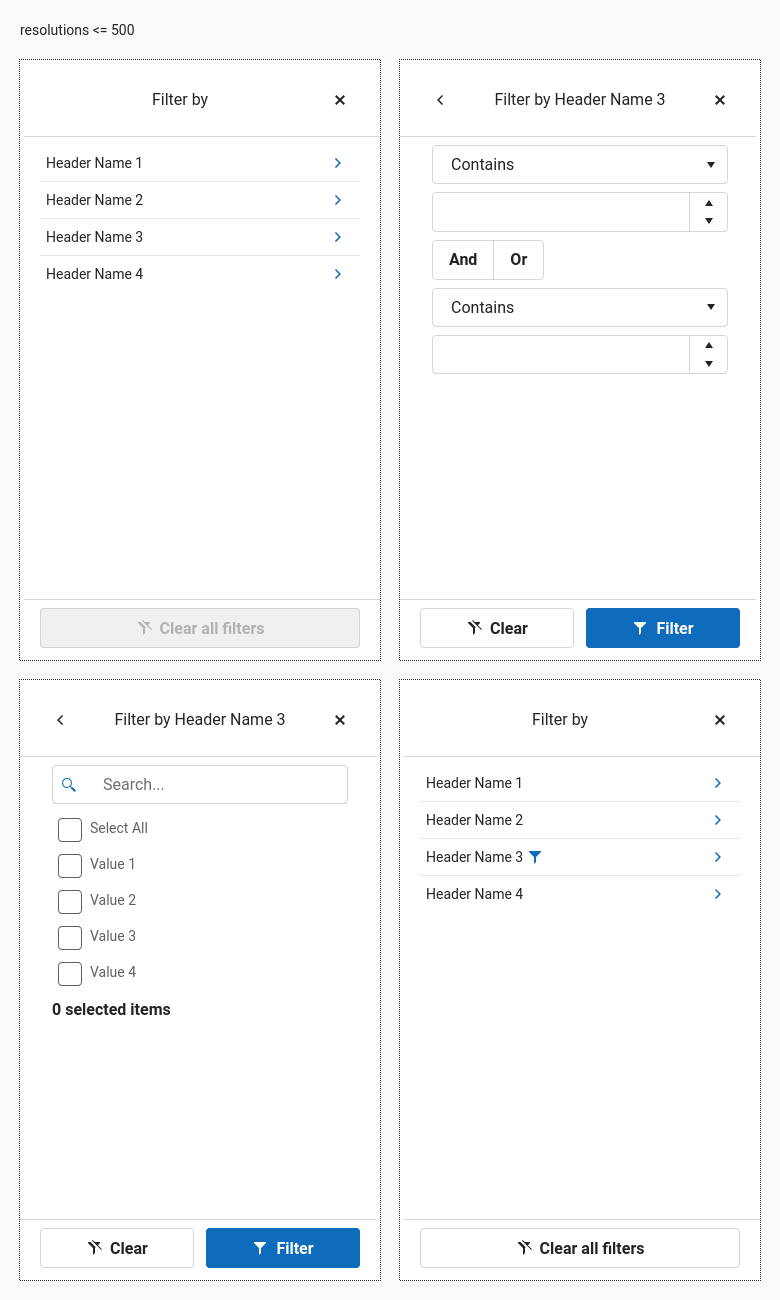 resolutions <= 500
Filter by
Header Name 1
Header Name 2
Header Name 3
Header Name 4
Clear all filters
Filter by Header Name 3
Contains
And Or
Contains
Clear Filter
Filter by Header Name 3
Search...
Select All
Value 1
Value 2
Value 3
Value 4
0 selected items
Clear Filter
Filter by
Header Name 1
Header Name 2
Header Name 3
Header Name 4
Clear all filters